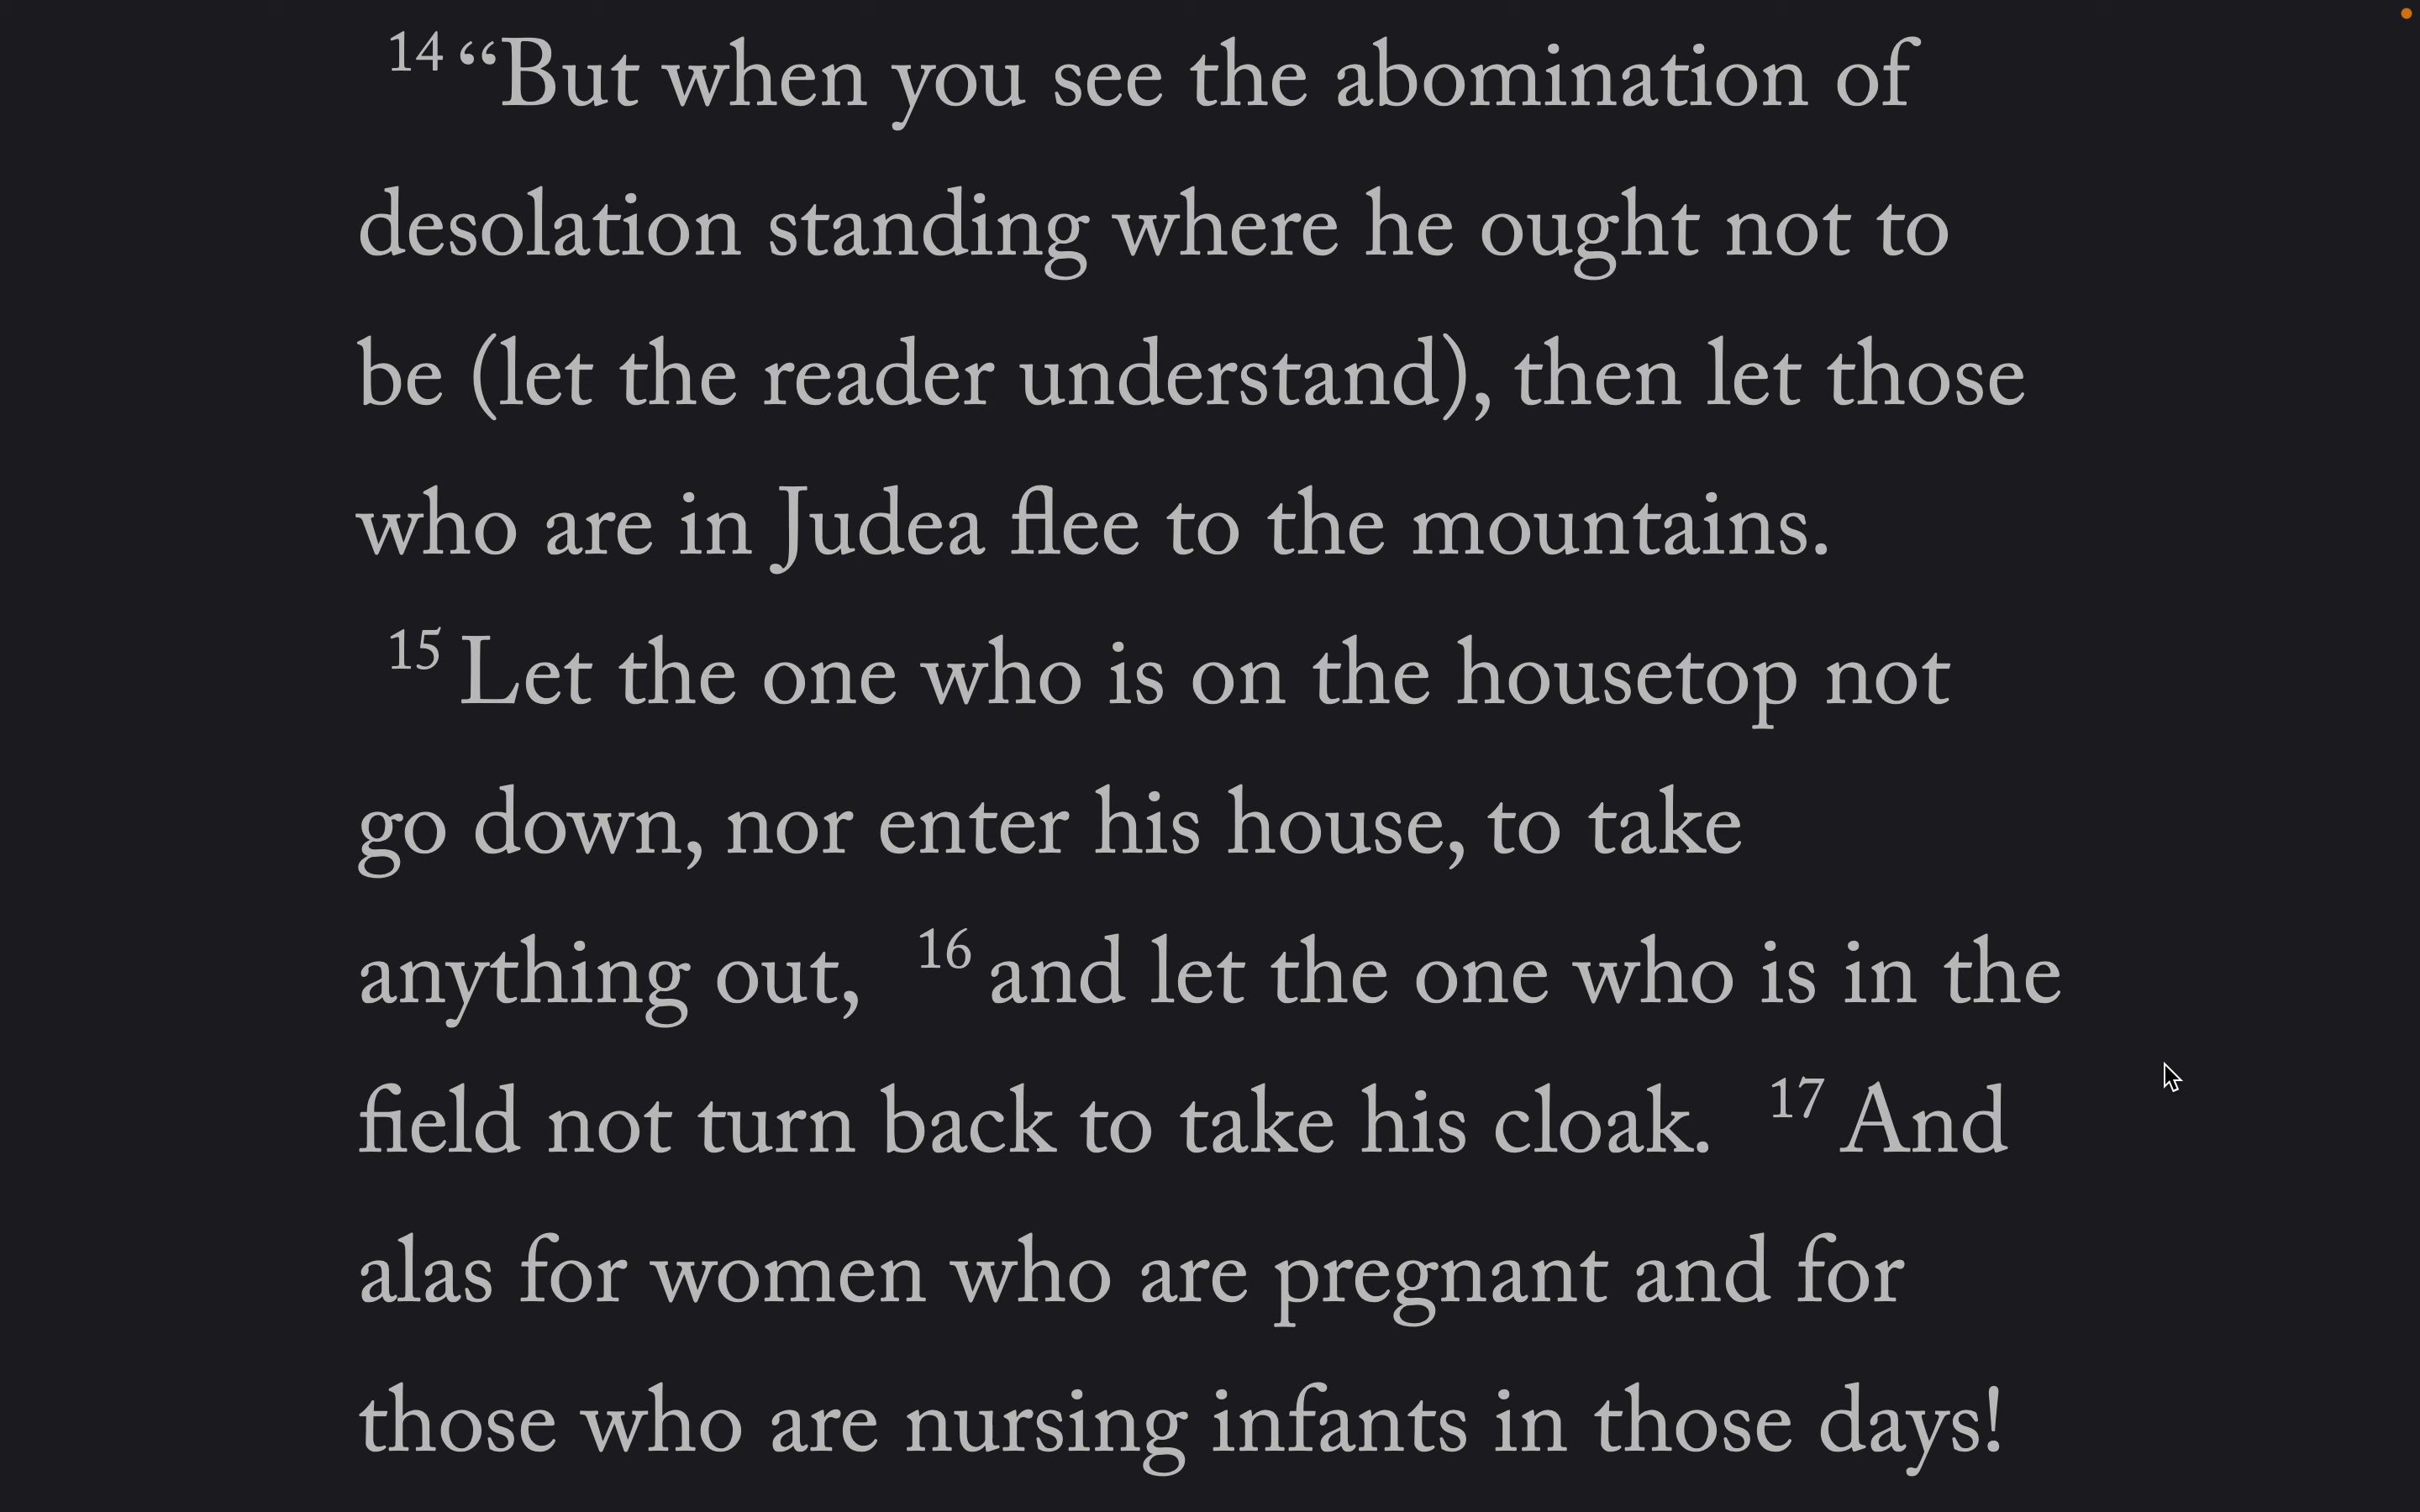 14 “But when you see the abomination of
desolation standing where he ought not to
be (let the reader understand), then let those
who are in Judea flee to the mountains.
15 Let the one who is on the housetop not
go down, nor enter his house, to take
anything out, 16 and let the one who is in the
field not turn back to take his cloak. 17 And
alas for women who are pregnant and for
those who are nursing infants in those days!